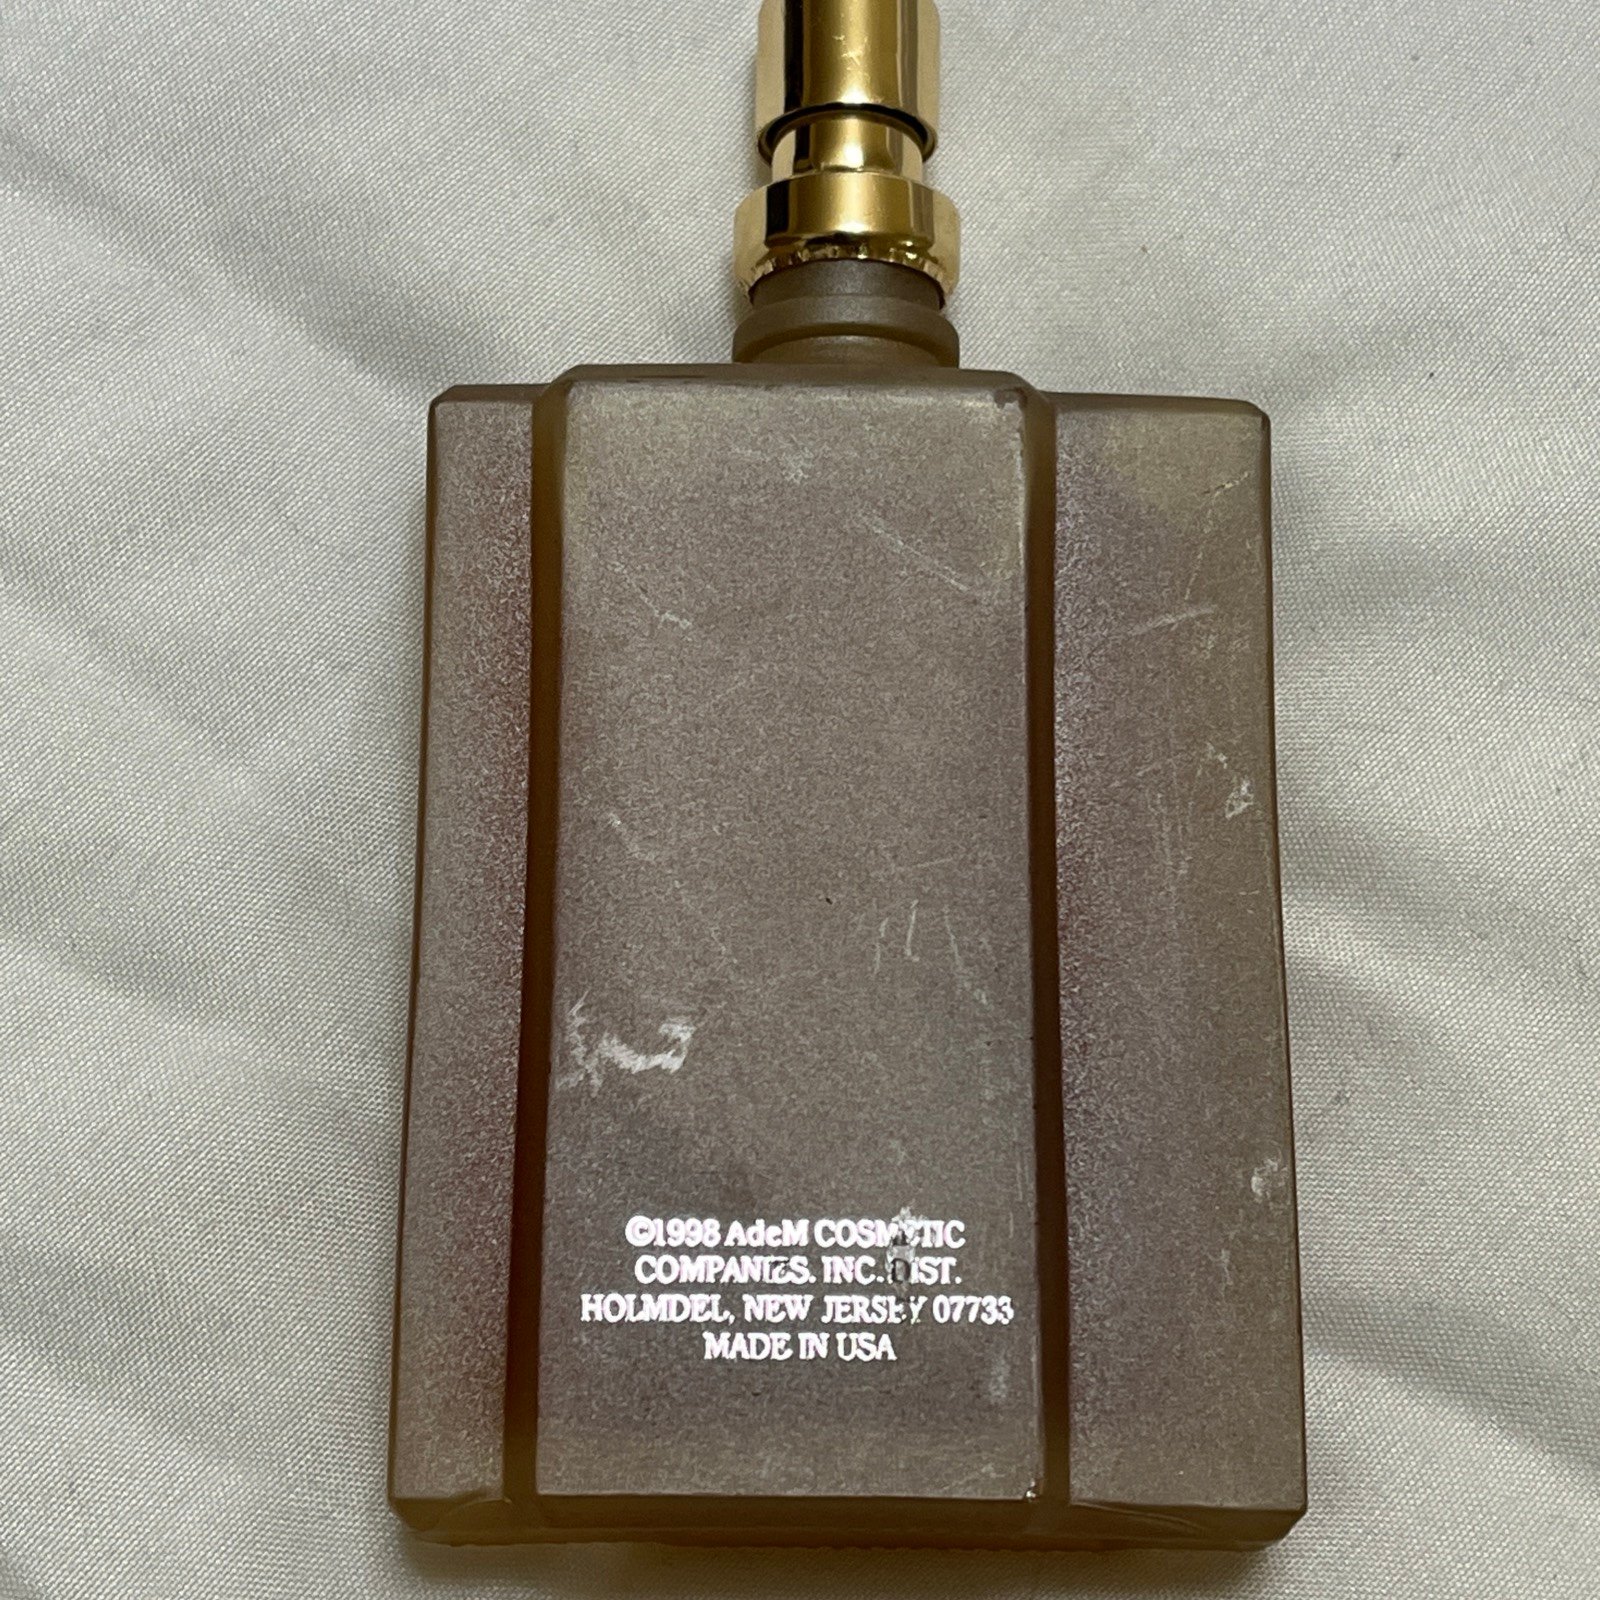 ©1998 AdeM COSMETIC
COMPANIES. INC. DIST.
HOLMDEL, NEW JERSEY 07733
MADE IN USA